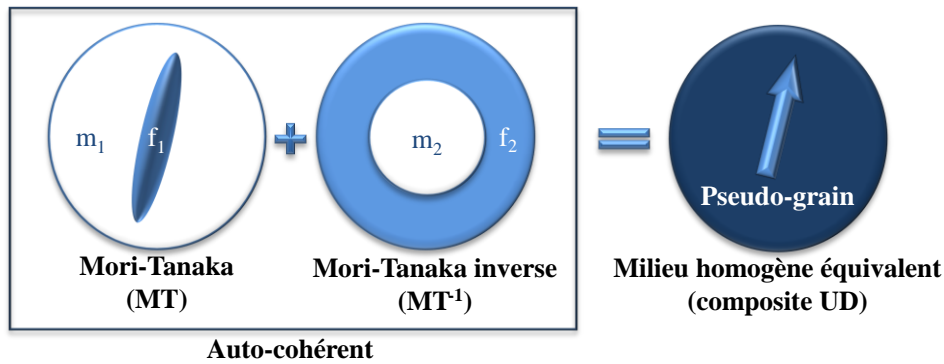 m₁
f₁
m₂
f₂
Pseudo-grain
Mori-Tanaka
(MT)
Mori-Tanaka inverse
(MT⁻¹)
Milieu homogène équivalent
(composite UD)
Auto-cohérent